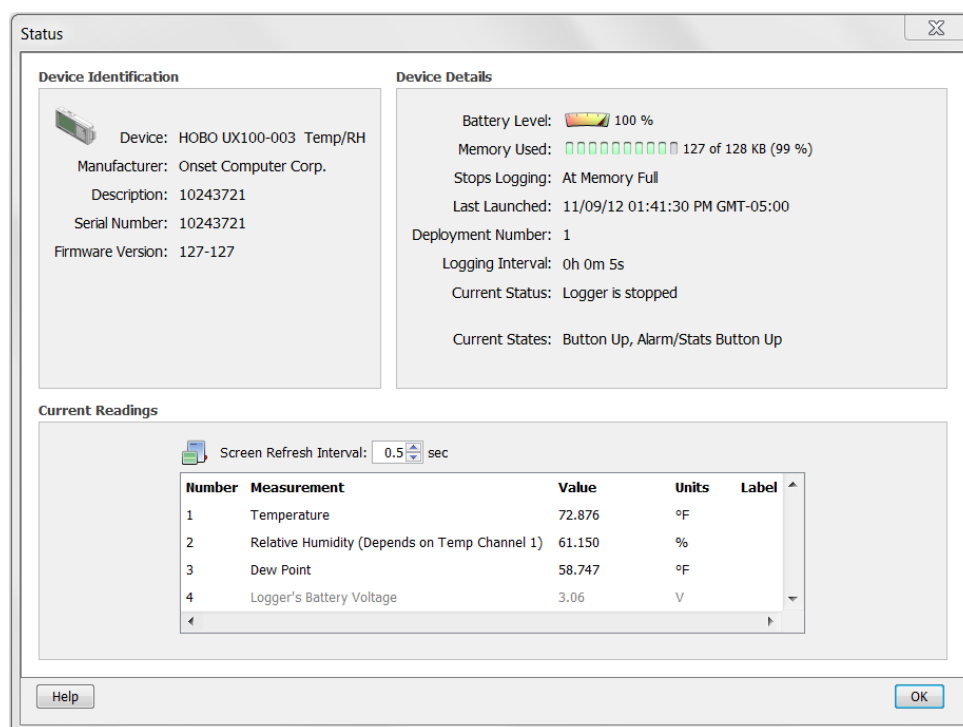 Status
Device Identification
Device: HOBO UX100-003 Temp/RH
Manufacturer: Onset Computer Corp.
Description: 10243721
Serial Number: 10243721
Firmware Version: 127-127
Device Details
Battery Level: 100 %
Memory Used: 127 of 128 KB (99 %)
Stops Logging: At Memory Full
Last Launched: 11/09/12 01:41:30 PM GMT-05:00
Deployment Number: 1
Logging Interval: 0h 0m 5s
Current Status: Logger is stopped
Current States: Button Up, Alarm/Stats Button Up
Current Readings
Screen Refresh Interval: 0.5 sec
Number Measurement Value Units Label
1 Temperature 72.876 °F
2 Relative Humidity (Depends on Temp Channel 1) 61.150 %
3 Dew Point 58.747 °F
4 Logger's Battery Voltage 3.06 V
Help
OK